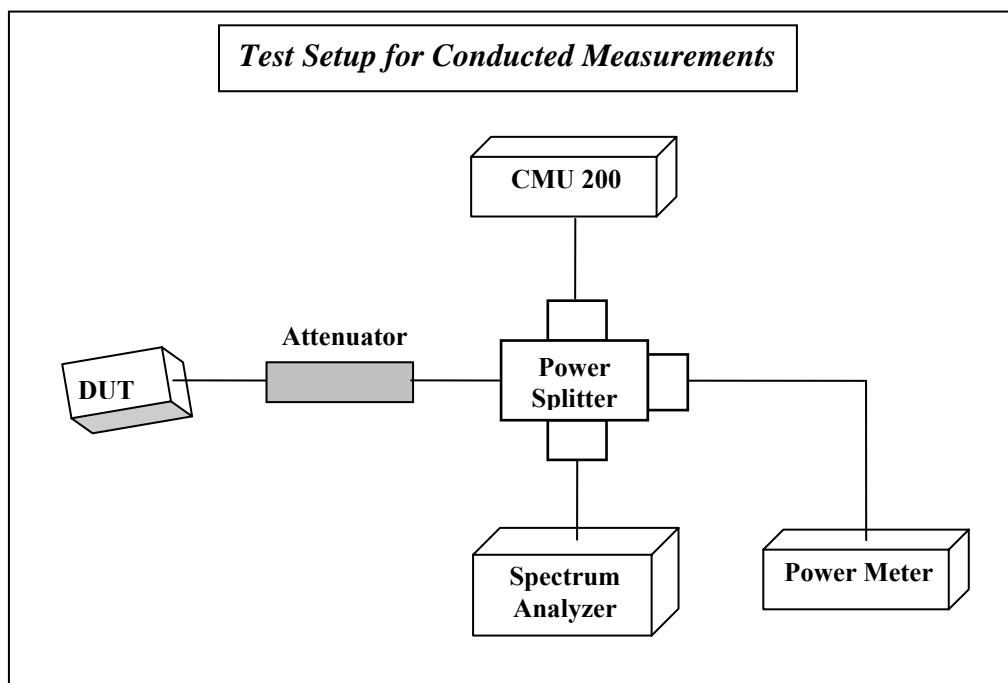 Test Setup for Conducted Measurements
CMU 200
Attenuator
DUT
Power
Splitter
Spectrum
Analyzer
Power Meter